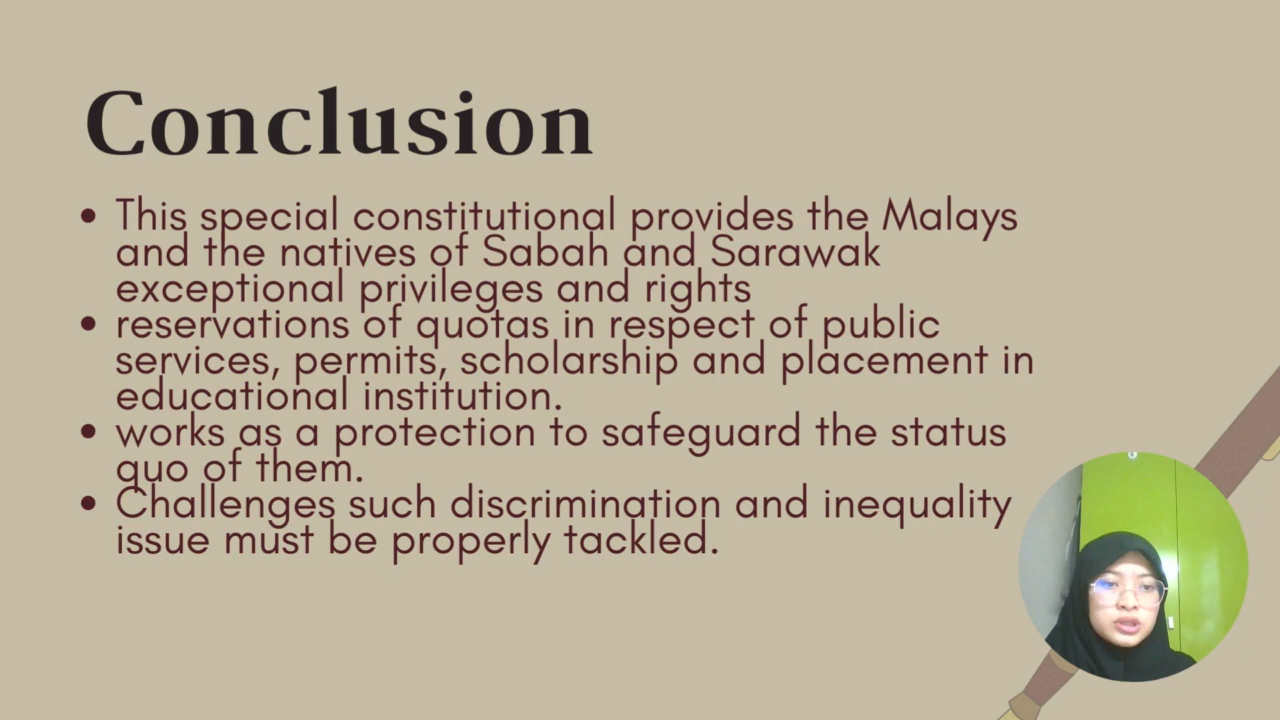 Conclusion
• This special constitutional provides the Malays
and the natives of Sabah and Sarawak
exceptional privileges and rights
• reservations of quotas in respect of public
services, permits, scholarship and placement in
educational institution.
• works as a protection to safeguard the status
quo of them.
• Challenges such discrimination and inequality
issue must be properly tackled.